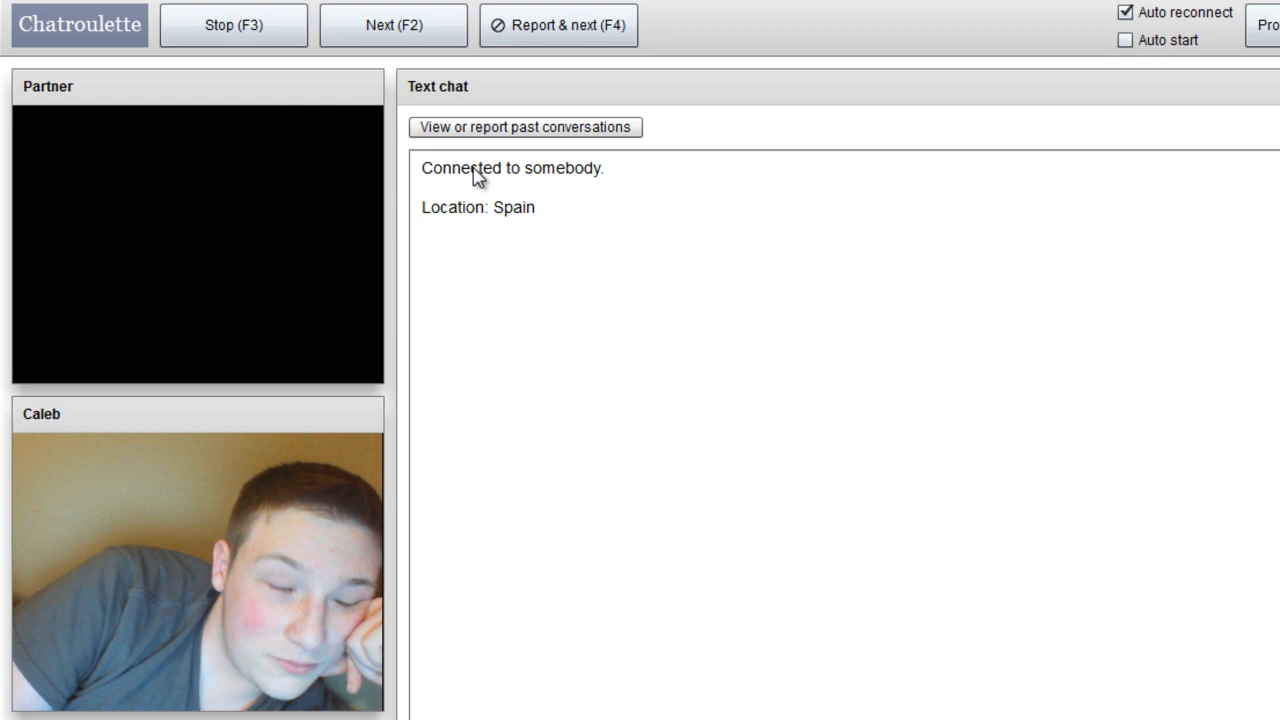 Chatroulette
Stop (F3)
Next (F2)
Report & next (F4)
Auto reconnect
Auto start
Pro
Partner
Text chat
View or report past conversations
Connected to somebody.
Location: Spain
Caleb